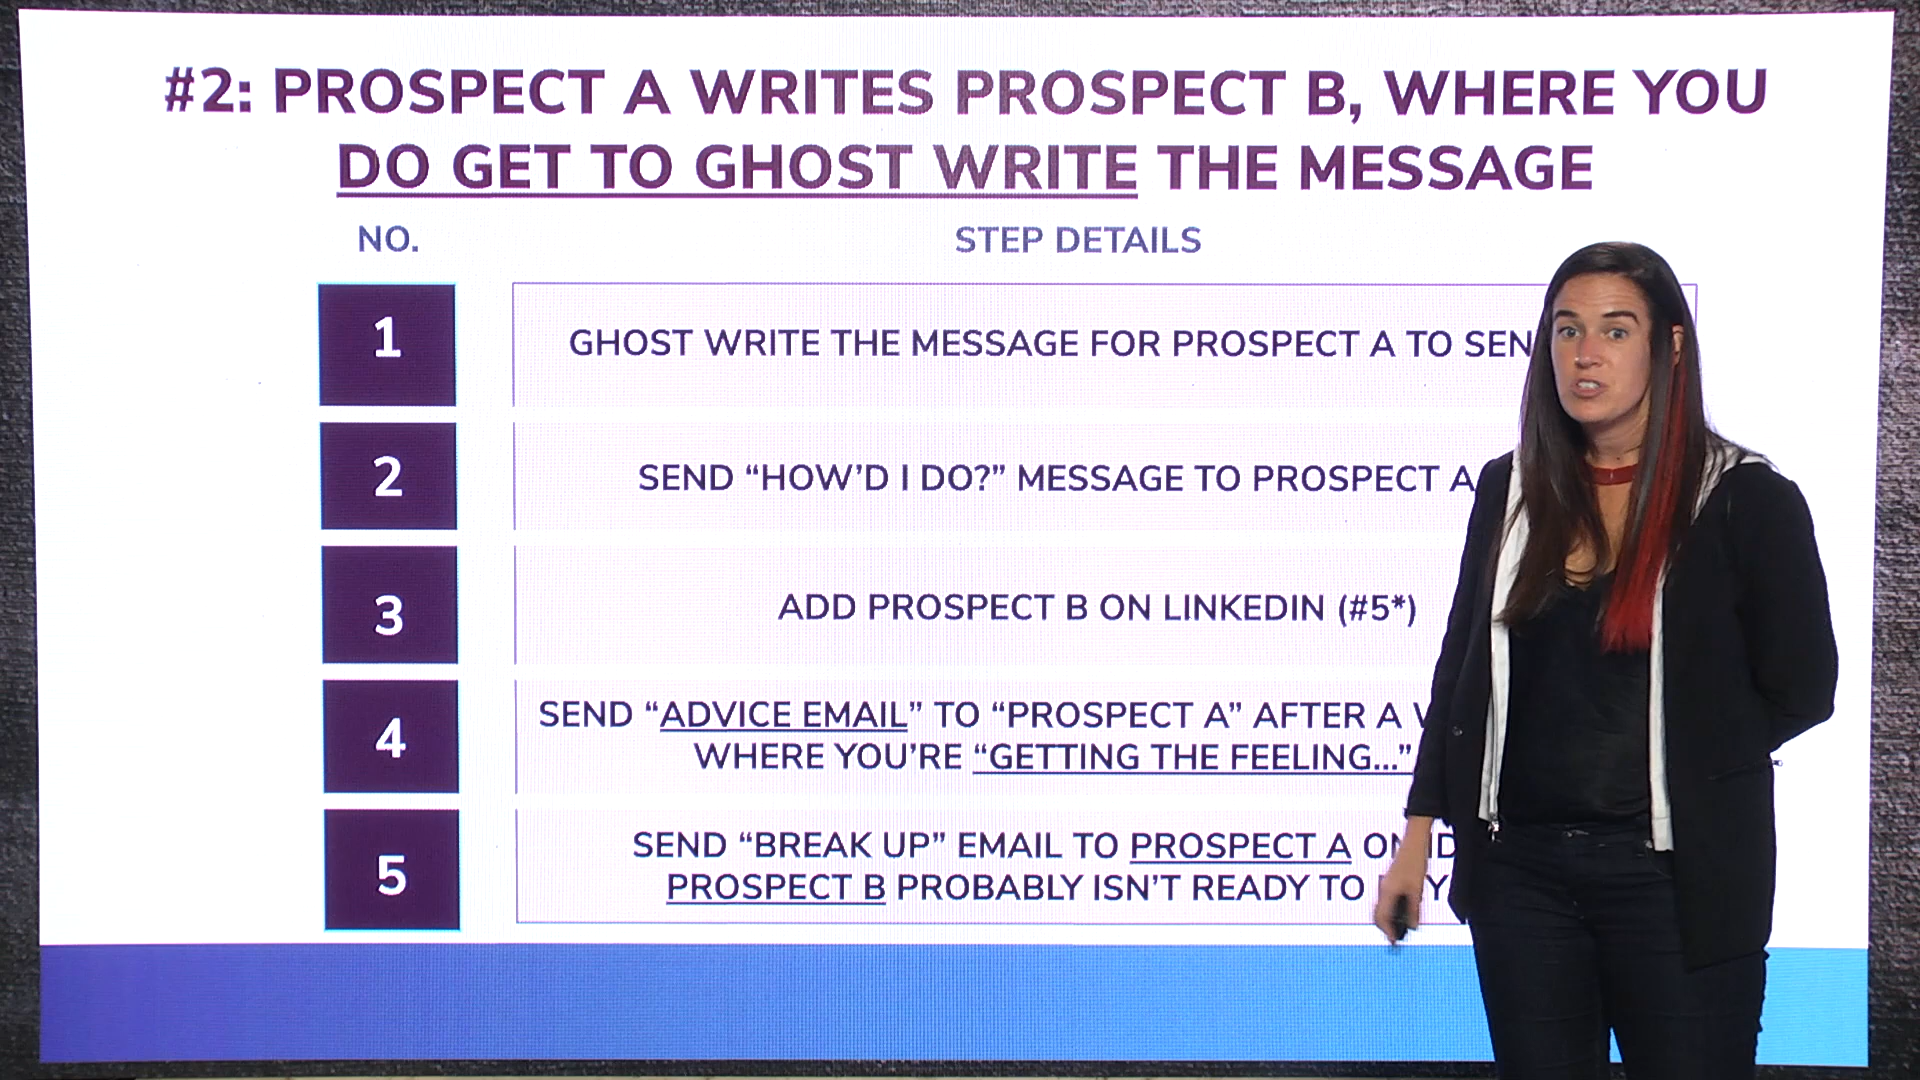 #2: PROSPECT A WRITES PROSPECT B, WHERE YOU
DO GET TO GHOST WRITE THE MESSAGE
NO.
STEP DETAILS
1
GHOST WRITE THE MESSAGE FOR PROSPECT A TO
2
SEND “HOW’D I DO?” MESSAGE TO PROSPECT A
3
ADD PROSPECT B ON LINKEDIN (#5*)
4
SEND “ADVICE EMAIL” TO “PROSPECT A” AFTER A
WHERE YOU’RE “GETTING THE FEELING...”
5
SEND “BREAK UP” EMAIL TO PROSPECT A
PROSPECT B PROBABLY ISN’T READY TO